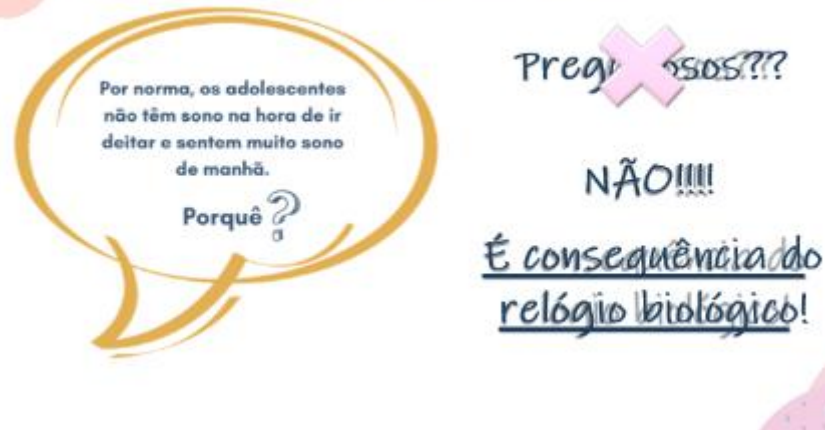 Por norma, os adolescentes
não têm sono na hora de ir
deitar e sentem muito sono
de manhã.
Porquê?
NÃO!!!!
É consequência do
relógio biológico!